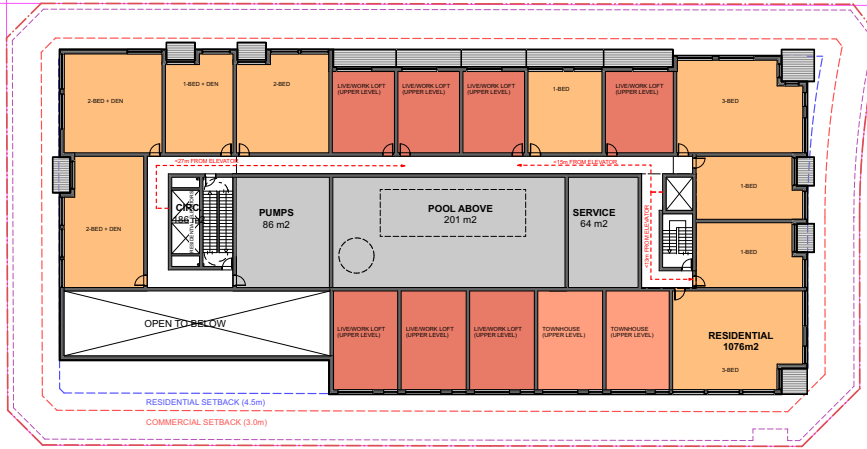 2-BED + DEN
1-BED + DEN
2-BED
LIVE/WORK LOFT
(UPPER LEVEL)
LIVE/WORK LOFT
(UPPER LEVEL)
LIVE/WORK LOFT
(UPPER LEVEL)
1-BED
LIVE/WORK LOFT
(UPPER LEVEL)
3-BED
<27m FROM ELEVATOR
<15m FROM ELEVATOR
2-BED + DEN
CIRC
186 m2
PUMPS
86 m2
POOL ABOVE
201 m2
SERVICE
64 m2
1-BED
1-BED
OPEN TO BELOW
LIVE/WORK LOFT
(UPPER LEVEL)
LIVE/WORK LOFT
(UPPER LEVEL)
LIVE/WORK LOFT
(UPPER LEVEL)
TOWNHOUSE
(UPPER LEVEL)
TOWNHOUSE
(UPPER LEVEL)
RESIDENTIAL
1076m2
3-BED
RESIDENTIAL SETBACK (4.5m)
COMMERCIAL SETBACK (3.0m)